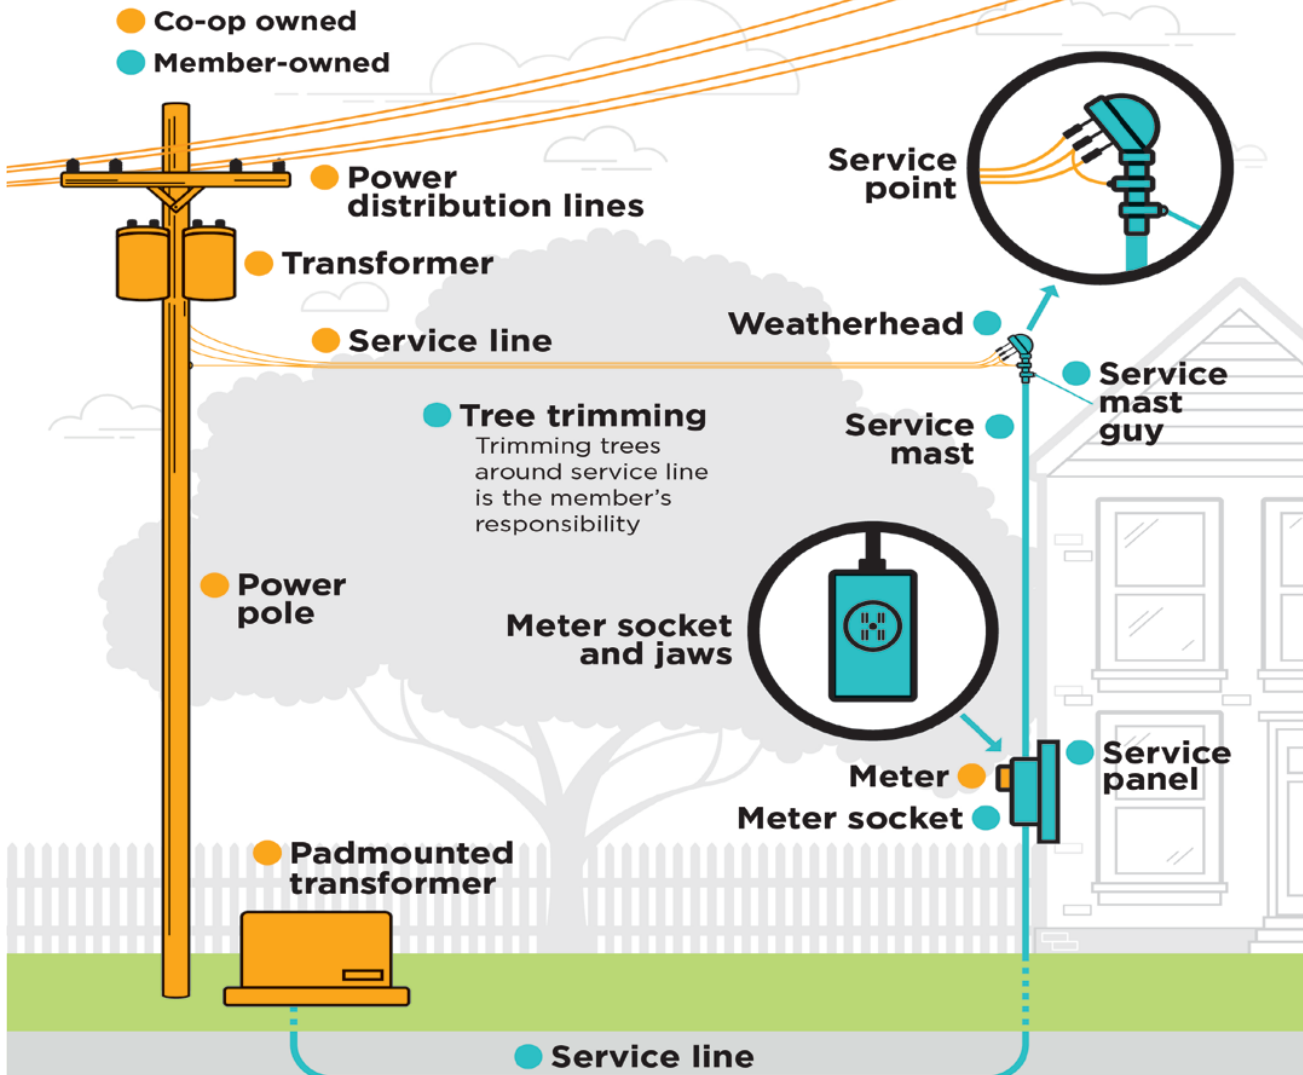 Co-op owned
Member-owned
Power
distribution lines
Service
point
Transformer
Weatherhead
Service line
Service
mast
guy
Tree trimming
Trimming trees
around service line
is the member’s
responsibility
Service
mast
Power
pole
Meter socket
and jaws
Service
panel
Meter
Meter socket
Padmounted
transformer
Service line